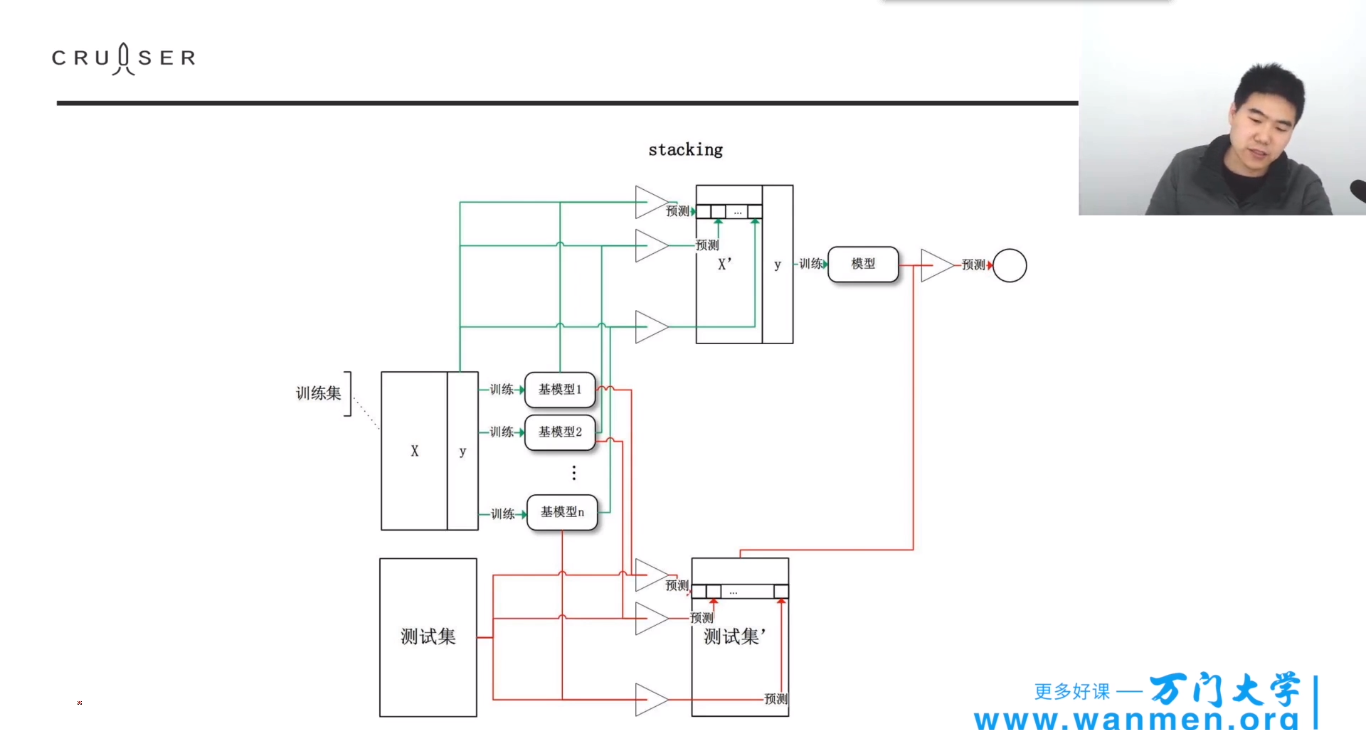 CRUISER
stacking
预测
... 
预测
X'
y
训练
模型
预测
训练集
X
y
训练
基模型1
训练
基模型2
⋮
训练
基模型n
测试集
预测
...
预测
测试集'
预测
更多好课 — 万门大学
www.wanmen.org